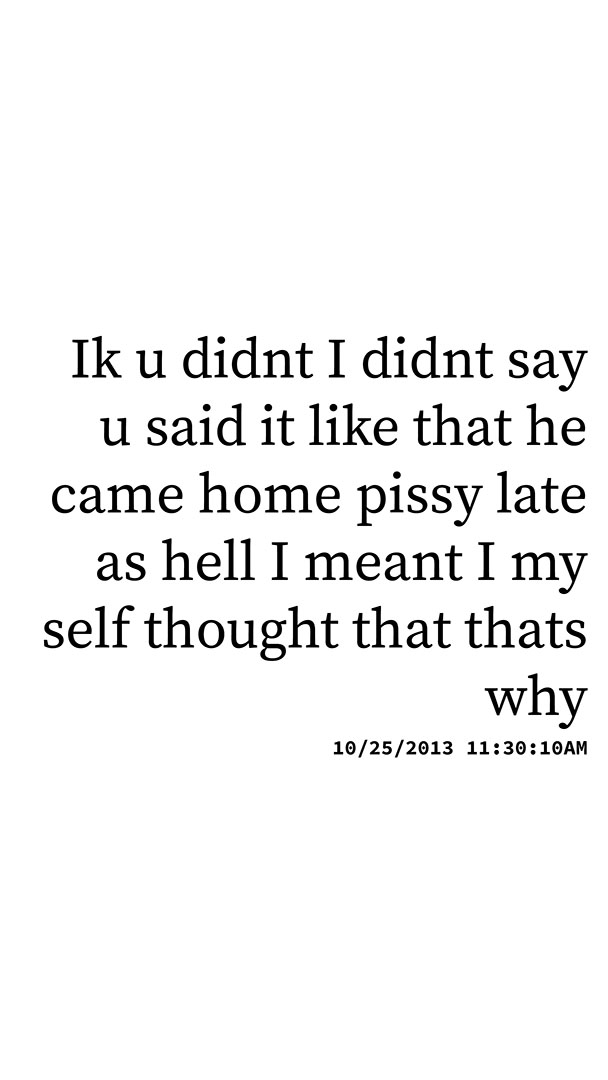 Ik u didnt I didnt say
u said it like that he
came home pissy late
as hell I meant I my
self thought that thats
why
10/25/2013 11:30:10AM